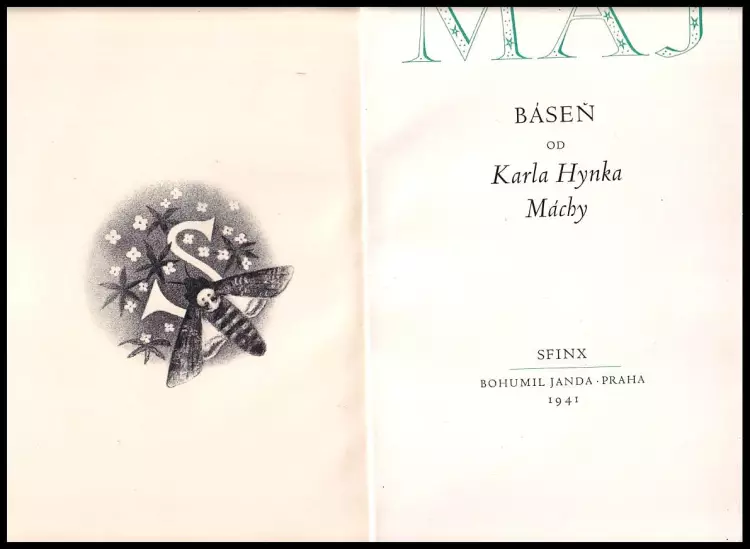 S
MÁJ
BÁSEŇ
OD
Karla Hynka
Máchy
SFINX
BOHUMIL JANDA · PRAHA
1941